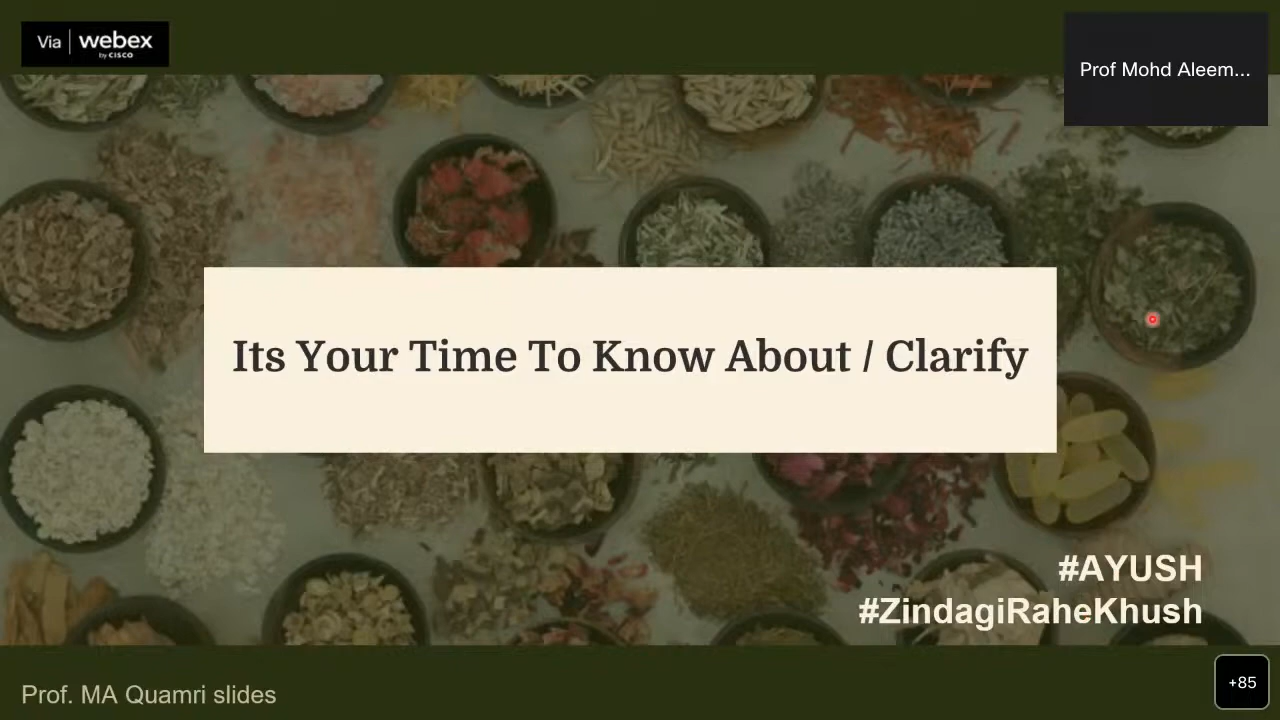 Via webex
by CISCO
Prof Mohd Aleem...
Its Your Time To Know About / Clarify
#AYUSH
#ZindagiRaheKhush
Prof. MA Quamri slides
+85